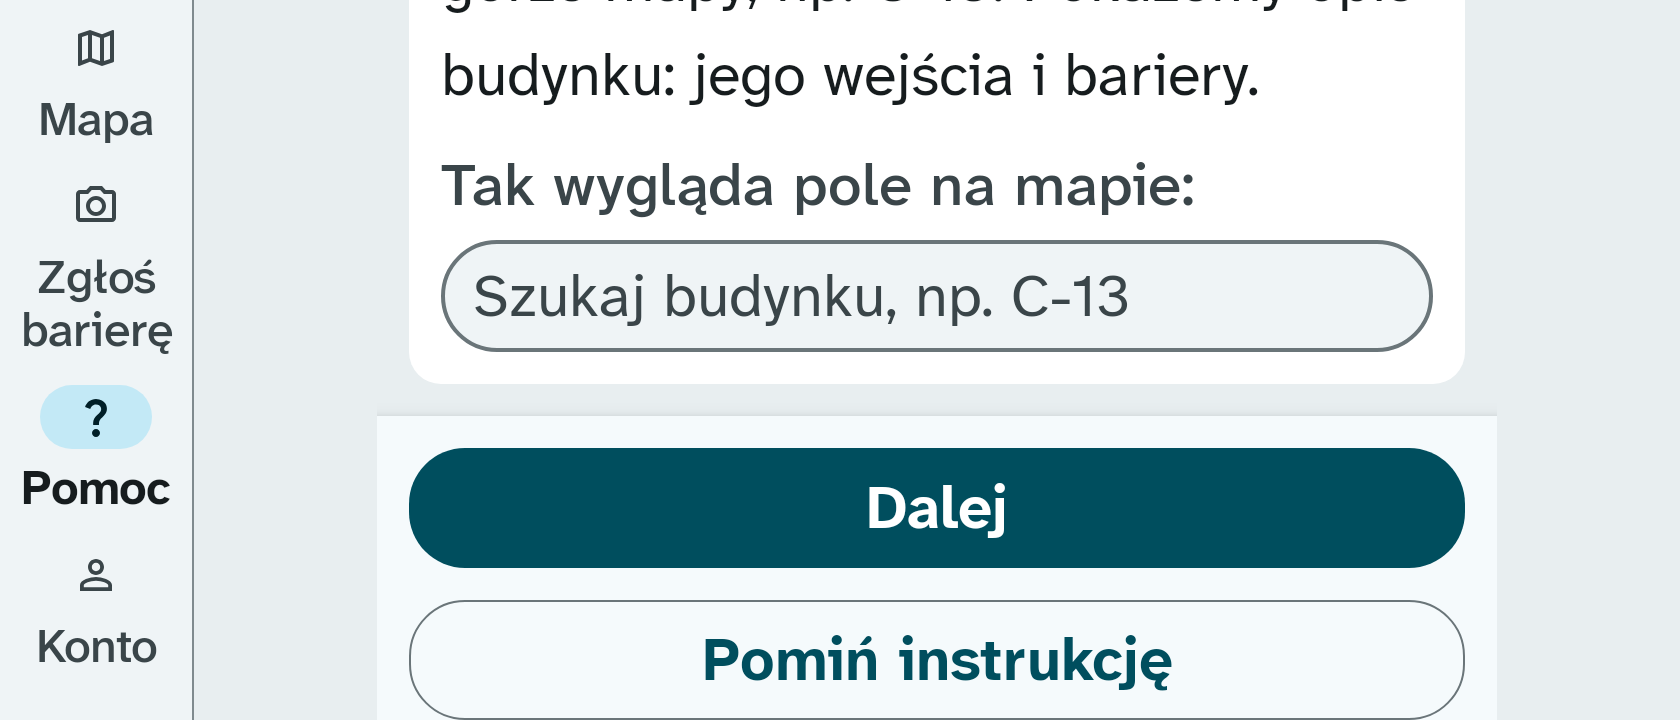 Mapa
Zgłoś
barierę
?
Pomoc
Konto
budynku: jego wejścia i bariery.
Tak wygląda pole na mapie:
Szukaj budynku, np. C-13
Dalej
Pomiń instrukcję